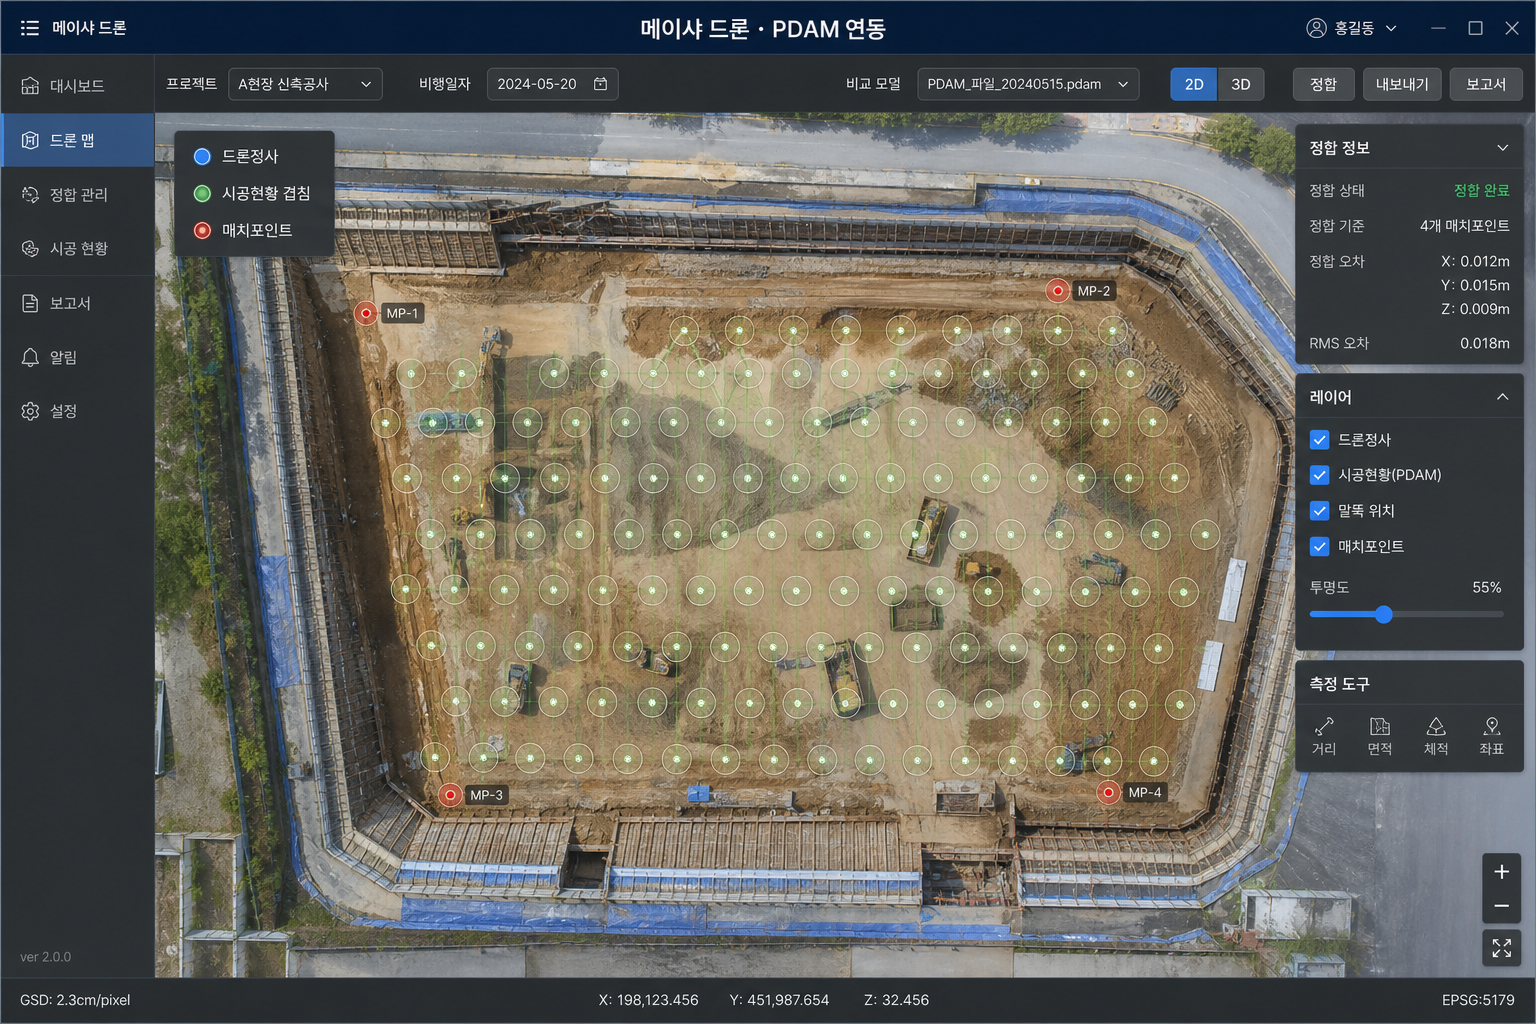 메이샤 드론
메이샤 드론 · PDAM 연동
홍길동
대시보드
드론 맵
정합 관리
시공 현황
보고서
알림
설정
ver 2.0.0
프로젝트
A현장 신축공사
비행일자
2024-05-20
비교 모델
PDAM_파일_20240515.pdam
2D
3D
정합
내보내기
보고서
드론정사
시공현황 겹침
매치포인트
MP-1
MP-2
MP-3
MP-4
정합 정보
정합 상태 정합 완료
정합 기준 4개 매치포인트
정합 오차 X: 0.012m
Y: 0.015m
Z: 0.009m
RMS 오차 0.018m
레이어
드론정사
시공현황(PDAM)
말뚝 위치
매치포인트
투명도 55%
측정 도구
거리 면적 체적 좌표
GSD: 2.3cm/pixel
X: 198,123.456 Y: 451,987.654 Z: 32.456
EPSG:5179